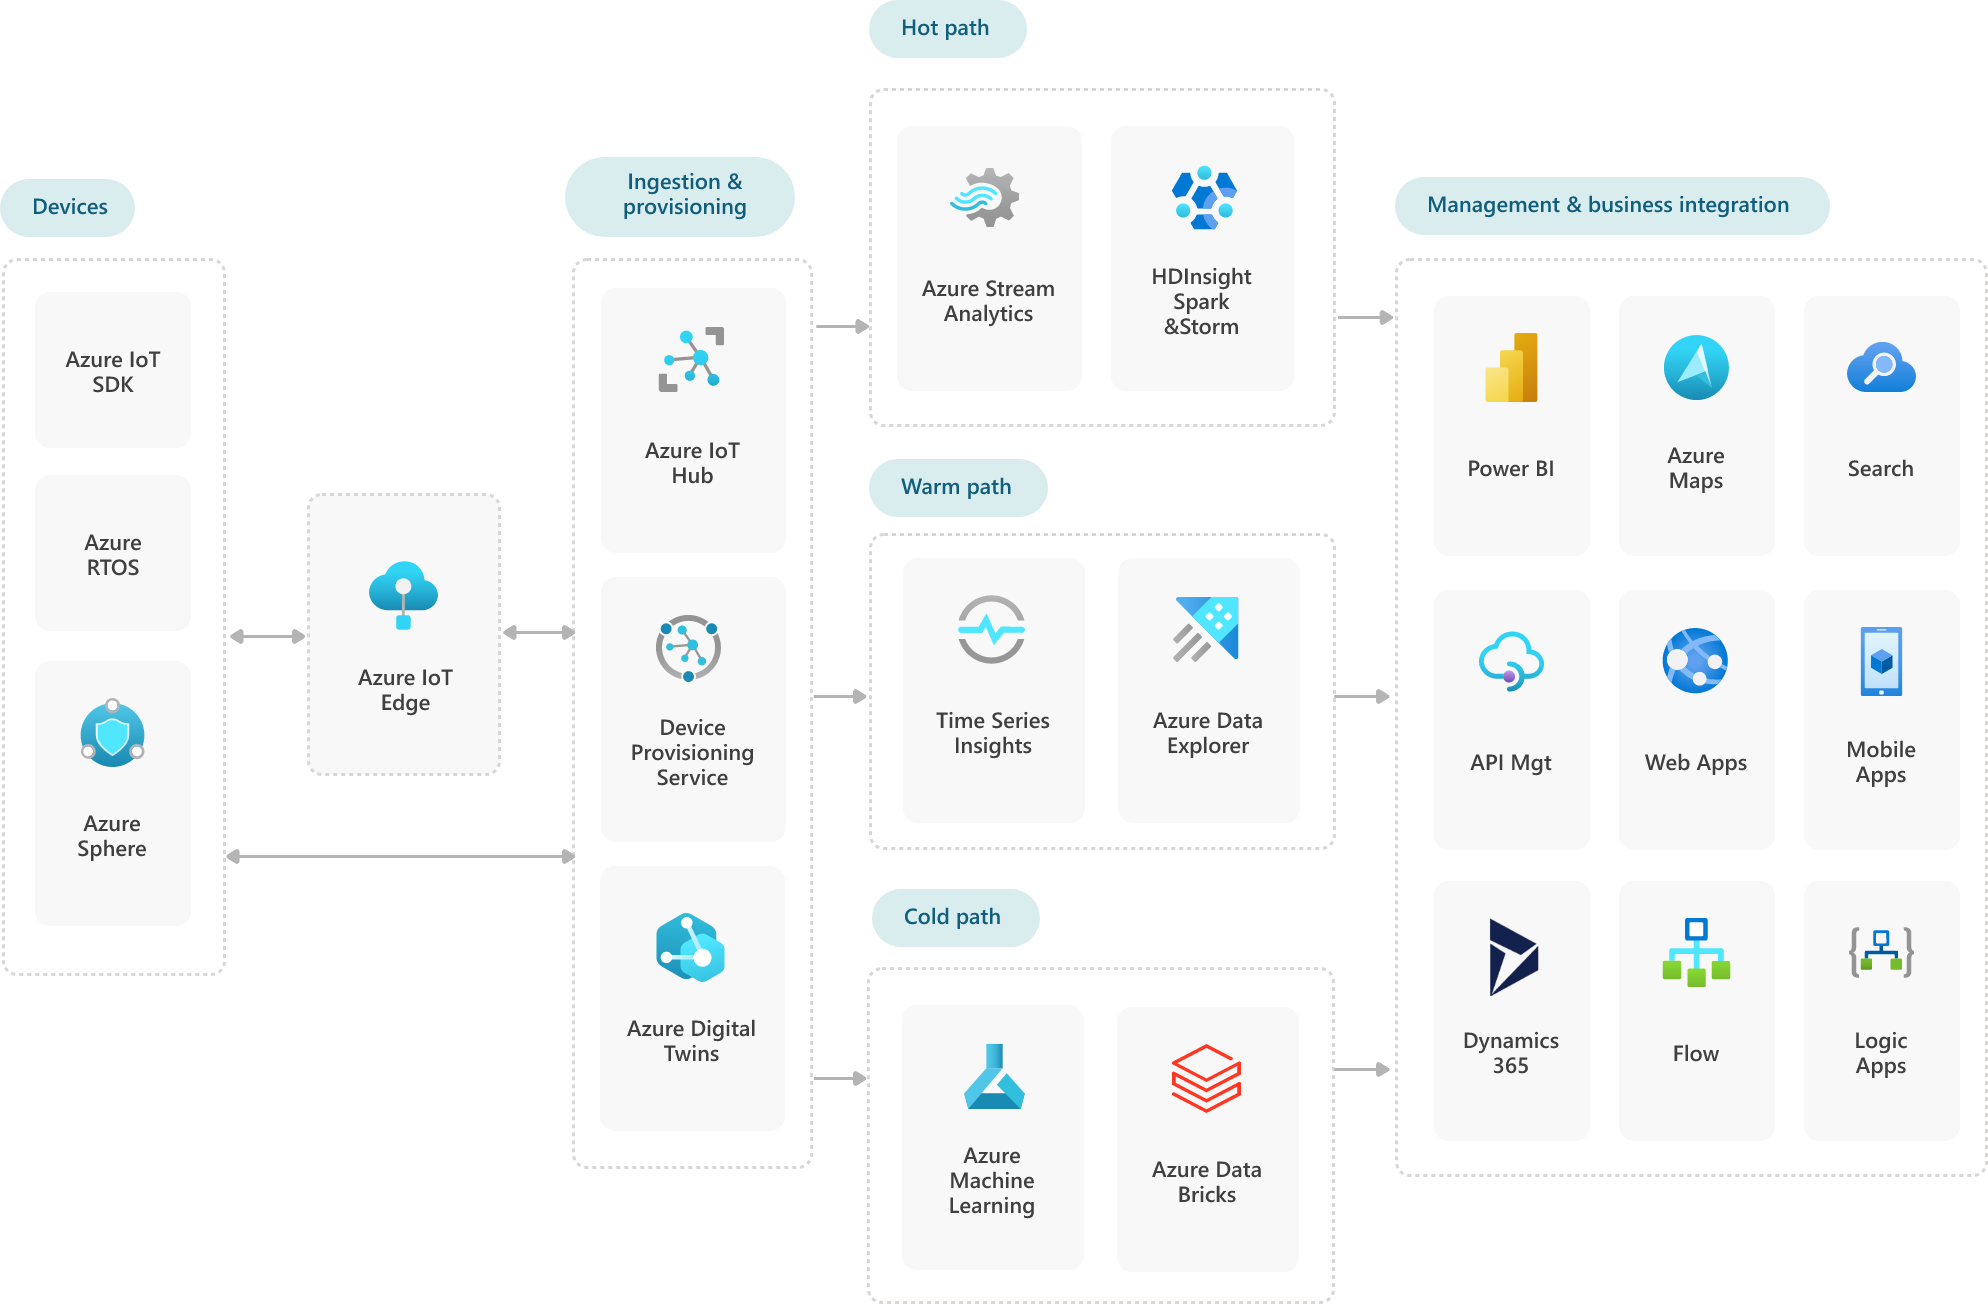 Devices
Azure IoT
SDK
Azure
RTOS
Azure
Sphere
Azure IoT
Edge
Ingestion &
provisioning
Azure IoT
Hub
Device
Provisioning
Service
Azure Digital
Twins
Hot path
Azure Stream
Analytics
HDInsight
Spark
&Storm
Warm path
Time Series
Insights
Azure Data
Explorer
Cold path
Azure
Machine
Learning
Azure Data
Bricks
Management & business integration
Power BI
Azure
Maps
Search
API Mgt
Web Apps
Mobile
Apps
Dynamics
365
Flow
Logic
Apps